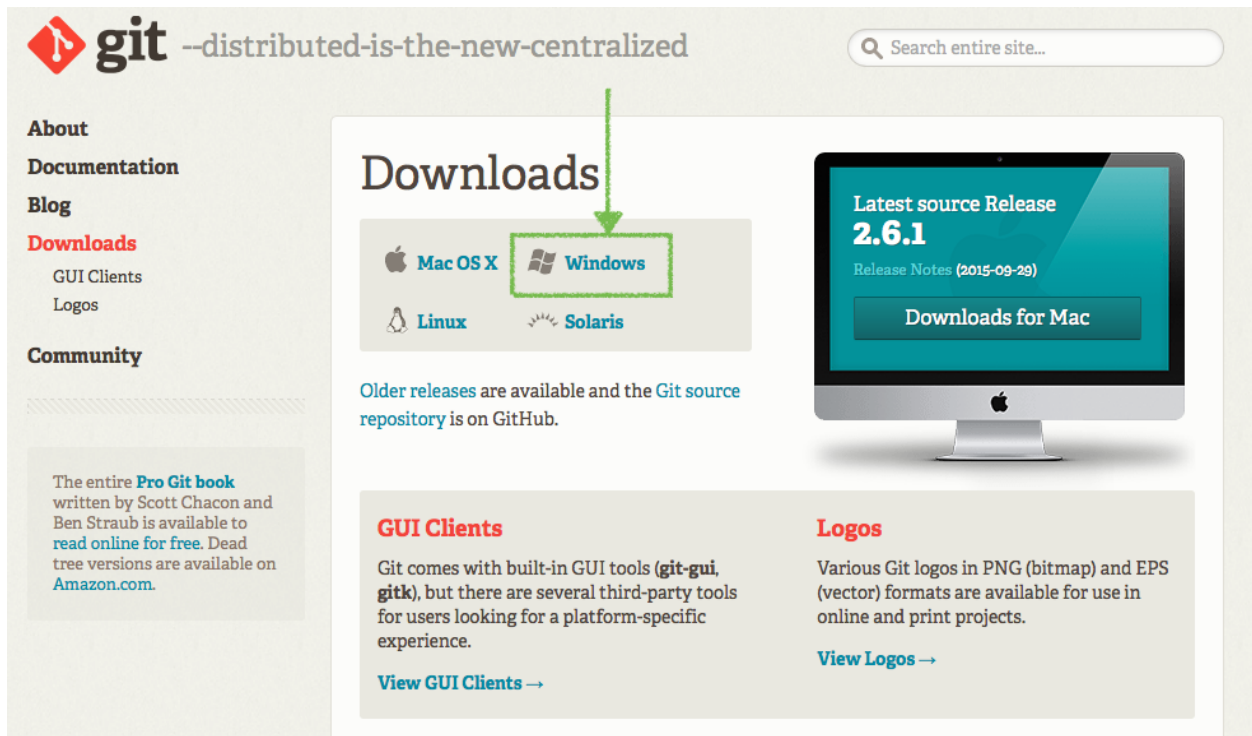 git --distributed-is-the-new-centralized
Search entire site...
About
Documentation
Blog
Downloads
GUI Clients
Logos
Community
The entire Pro Git book
written by Scott Chacon and
Ben Straub is available to
read online for free. Dead
tree versions are available on
Amazon.com.
Downloads
Mac OS X
Windows
Linux
Solaris
Older releases are available and the Git source
repository is on GitHub.
Latest source Release
2.6.1
Release Notes (2015-09-29)
Downloads for Mac
GUI Clients
Git comes with built-in GUI tools (git-gui,
gitk), but there are several third-party tools
for users looking for a platform-specific
experience.
View GUI Clients →
Logos
Various Git logos in PNG (bitmap) and EPS
(vector) formats are available for use in
online and print projects.
View Logos →